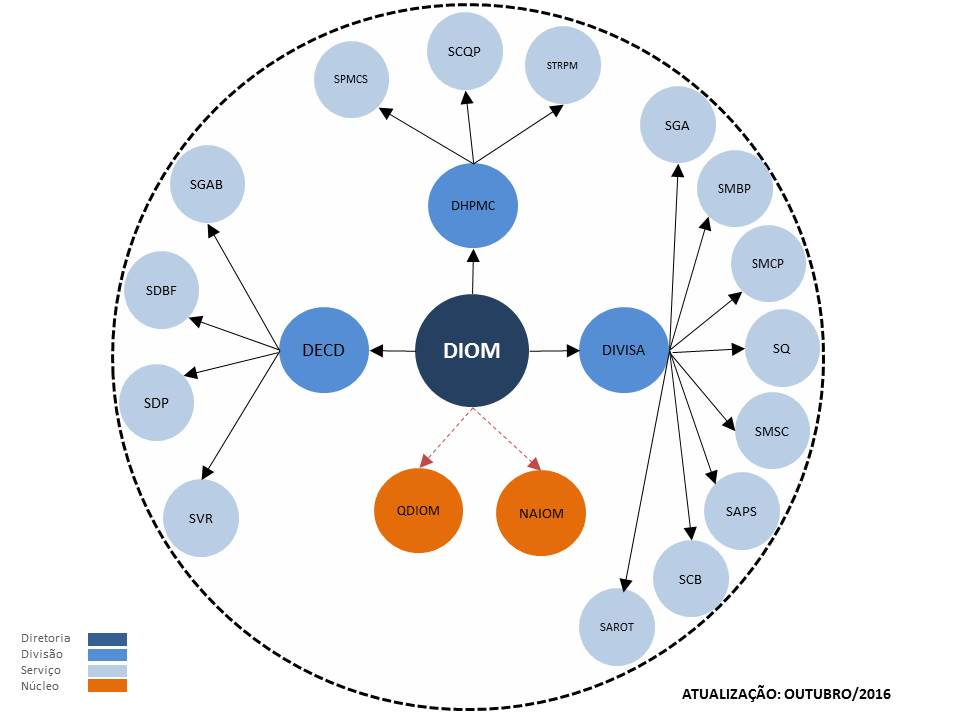 SCQP
STRPM
SPMCS
SGA
SGAB
SMBP
DHPMC
SMCP
SDBF
DECD
DIOM
DIVISA
SQ
SDP
SMSC
QDIOM
NAIOM
SAPS
SVR
SCB
SAROT
Diretoria
Divisão
Serviço
Núcleo
ATUALIZAÇÃO: OUTUBRO/2016